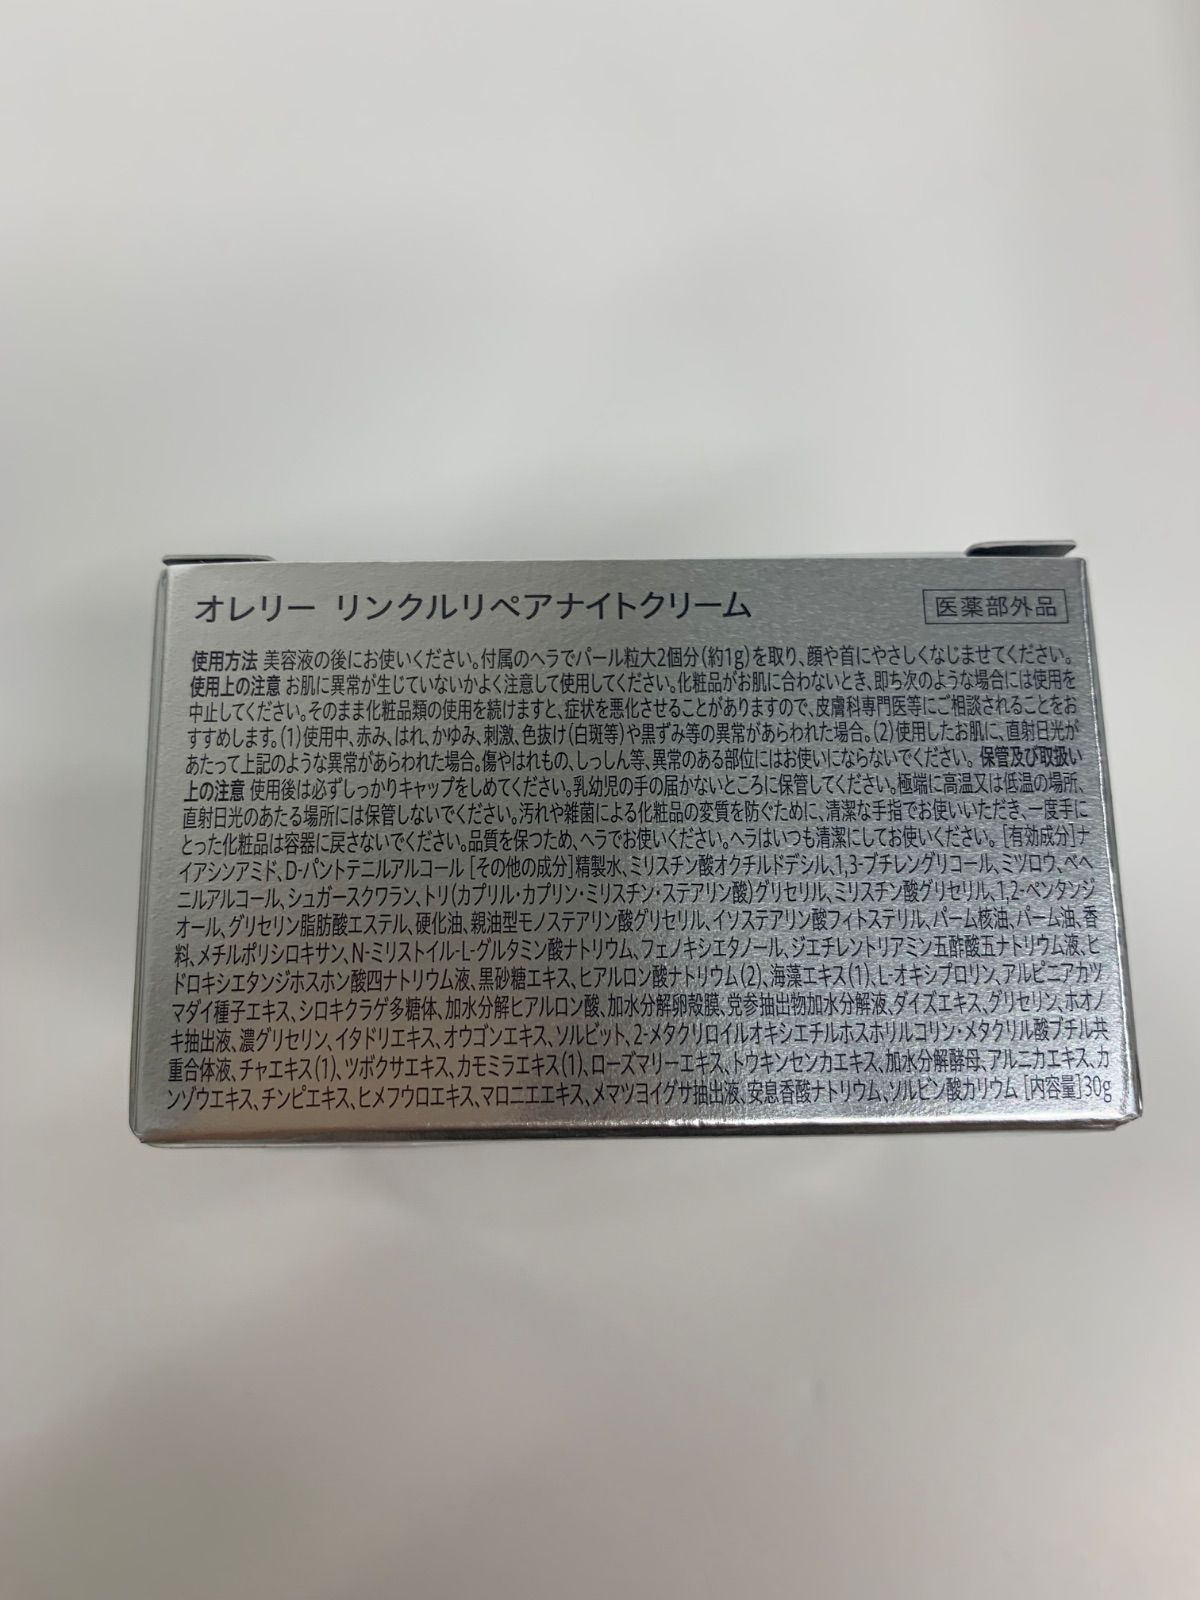 オレリー リンクルリペアナイトクリーム
医薬部外品
使用方法 美容液の後にお使いください。付属のヘラでパール粒大2個分(約1g)を取り、顔や首にやさしくなじませてください。
使用上の注意 お肌に異常が生じていないかよく注意して使用してください。化粧品がお肌に合わないとき、即ち次のような場合には使用を
中止してください。そのまま化粧品類の使用を続けますと、症状を悪化させることがありますので、皮膚科専門医等にご相談されることをお
すすめします。(1)使用中、赤み、はれ、かゆみ、刺激、色抜け(白斑等)や黒ずみ等の異常があらわれた場合。(2)使用したお肌に、直射日光が
あたって上記のような異常があらわれた場合。傷やはれもの、しっしん等、異常のある部位にはお使いにならないでください。 保管及び取扱い
上の注意 使用後は必ずしっかりキャップをしめてください。乳幼児の手の届かないところに保管してください。極端に高温又は低温の場所、
直射日光のあたる場所には保管しないでください。汚れや雑菌による化粧品の変質を防ぐために、清潔な手指でお使いいただき、一度手に
とった化粧品は容器に戻さないでください。品質を保つため、ヘラでお使いください。ヘラはいつも清潔にしてお使いください。 [有効成分]ナ
イアシンアミド、D-パントテニルアルコール [その他の成分]精製水、ミリスチン酸オクチルドデシル、1,3-ブチレングリコール、ミツロウ、ベヘ
ニルアルコール、シュガースクワラン、トリ(カプリル・カプリン・ミリスチン・ステアリン酸)グリセリル、ミリスチン酸グリセリル、1,2-ペンタンジ
オール、グリセリン脂肪酸エステル、硬化油、親油型モノステアリン酸グリセリル、イソステアリン酸フィトステリル、パーム核油、パーム油、香
料、メチルポリシロキサン、N-ミリストイル-L-グルタミン酸ナトリウム、フェノキシエタノール、ジエチレントリアミン五酢酸五ナトリウム液、ヒ
ドロキシエタンジホスホン酸四ナトリウム液、黒砂糖エキス、ヒアルロン酸ナトリウム(2)、海藻エキス(1)、L-オキシプロリン、アルピニアカツ
マダイ種子エキス、シロキクラゲ多糖体、加水分解ヒアルロン酸、加水分解卵殻膜、党参抽出物加水分解液、ダイズエキス、グリセリン、ホオノ
キ抽出液、濃グリセリン、イタドリエキス、オウゴンエキス、ソルビット、2-メタクリロイルオキシエチルホスホリルコリン・メタクリル酸ブチル共
重合体液、チャエキス(1)、ツボクサエキス、カモミラエキス(1)、ローズマリーエキス、トウキンセンカエキス、加水分解酵母、アルニカエキス、カ
ンゾウエキス、チンピエキス、ヒメフウロエキス、マロニエエキス、メマツヨイグサ抽出液、安息香酸ナトリウム、ソルビン酸カリウム [内容量]30g